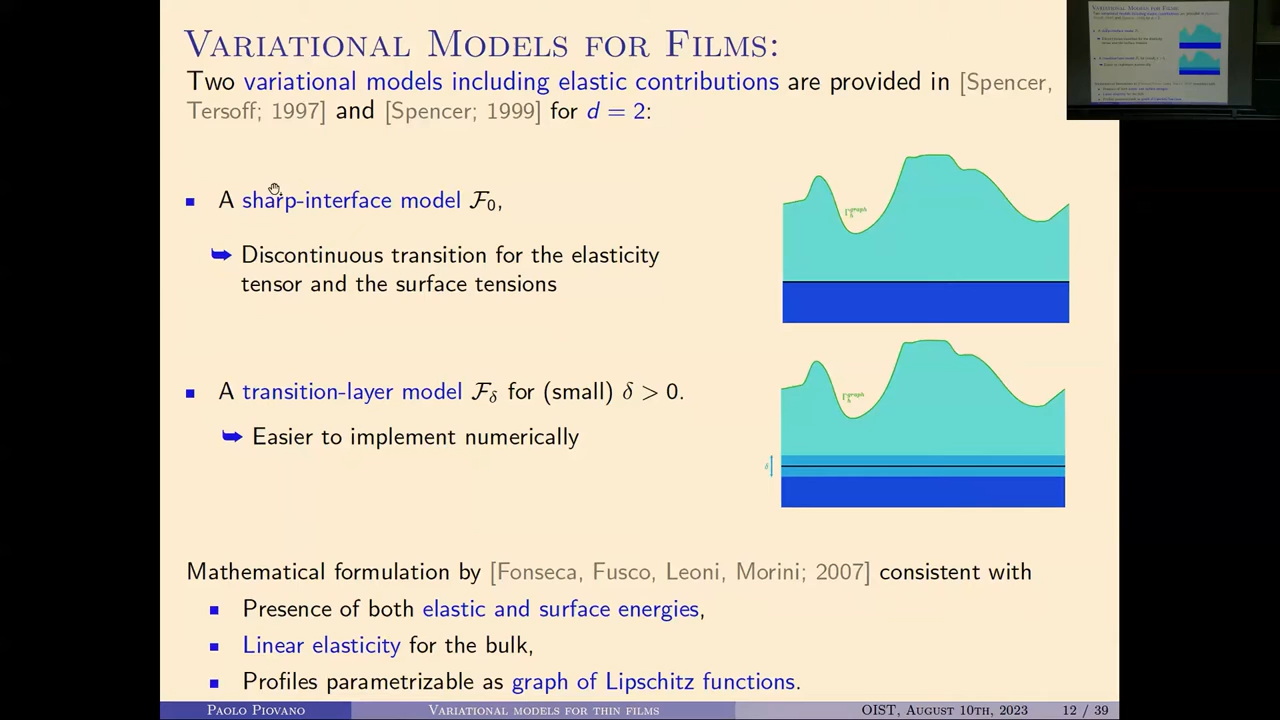 VARIATIONAL MODELS FOR FILMS:
Two variational models including elastic contributions are provided in [Spencer,
Tersoff; 1997] and [Spencer; 1999] for d = 2:
A sharp-interface model F₀,
Discontinuous transition for the elasticity
tensor and the surface tensions
A transition-layer model F_δ for (small) δ > 0.
δ
Easier to implement numerically
Mathematical formulation by [Fonseca, Fusco, Leoni, Morini; 2007] consistent with
Presence of both elastic and surface energies,
Linear elasticity for the bulk,
Profiles parametrizable as graph of Lipschitz functions.
PAOLO PIOVANO VARIATIONAL MODELS FOR THIN FILMS OIST, AUGUST 10TH, 2023 12 / 39